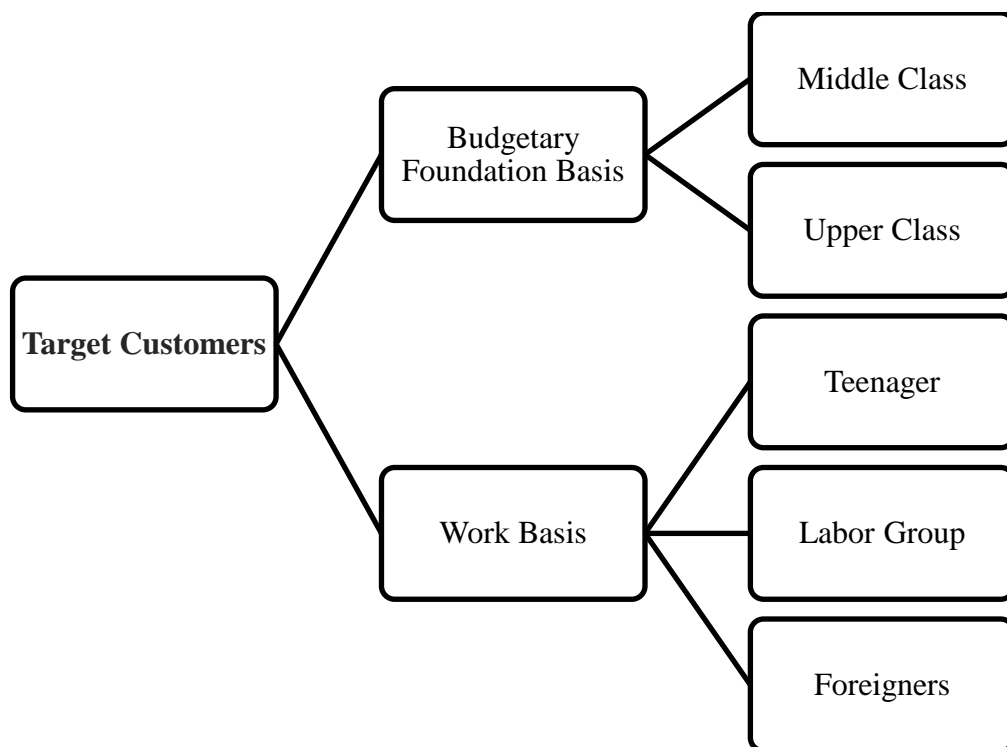 Target Customers
Budgetary
Foundation Basis
Middle Class
Upper Class
Work Basis
Teenager
Labor Group
Foreigners